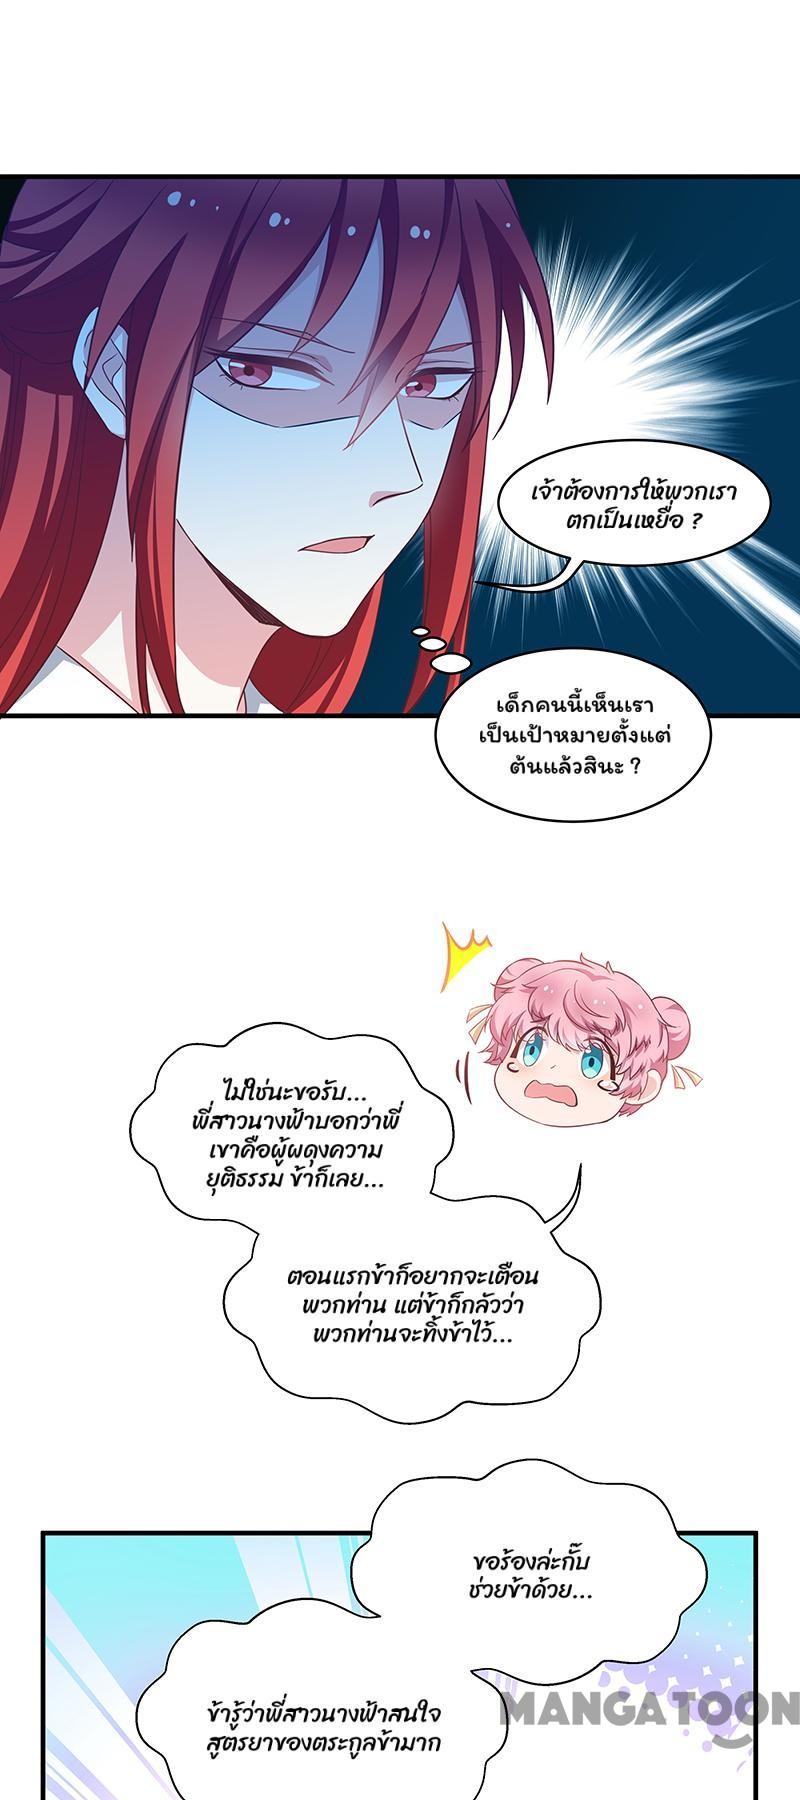 เจ้าต้องการให้พวกเรา
ตกเป็นเหยื่อ ?
เด็กคนนี้เห็นเรา
เป็นเป้าหมายตั้งแต่
ต้นแล้วสินะ ?
ไม่ใช่นะขอรับ...
พี่สาวนางฟ้าบอกว่าพี่
เขาคือผู้ผดุงความ
ยุติธรรม ข้าก็เลย...
ตอนแรกข้าก็อยากจะเตือน
พวกท่าน แต่ข้าก็กลัวว่า
พวกท่านจะทิ้งข้าไว้...
ขอร้องล่ะกั๊บ
ช่วยข้าด้วย...
ข้ารู้ว่าพี่สาวนางฟ้าสนใจ
สูตรยาของตระกูลข้ามาก
MANGATOON